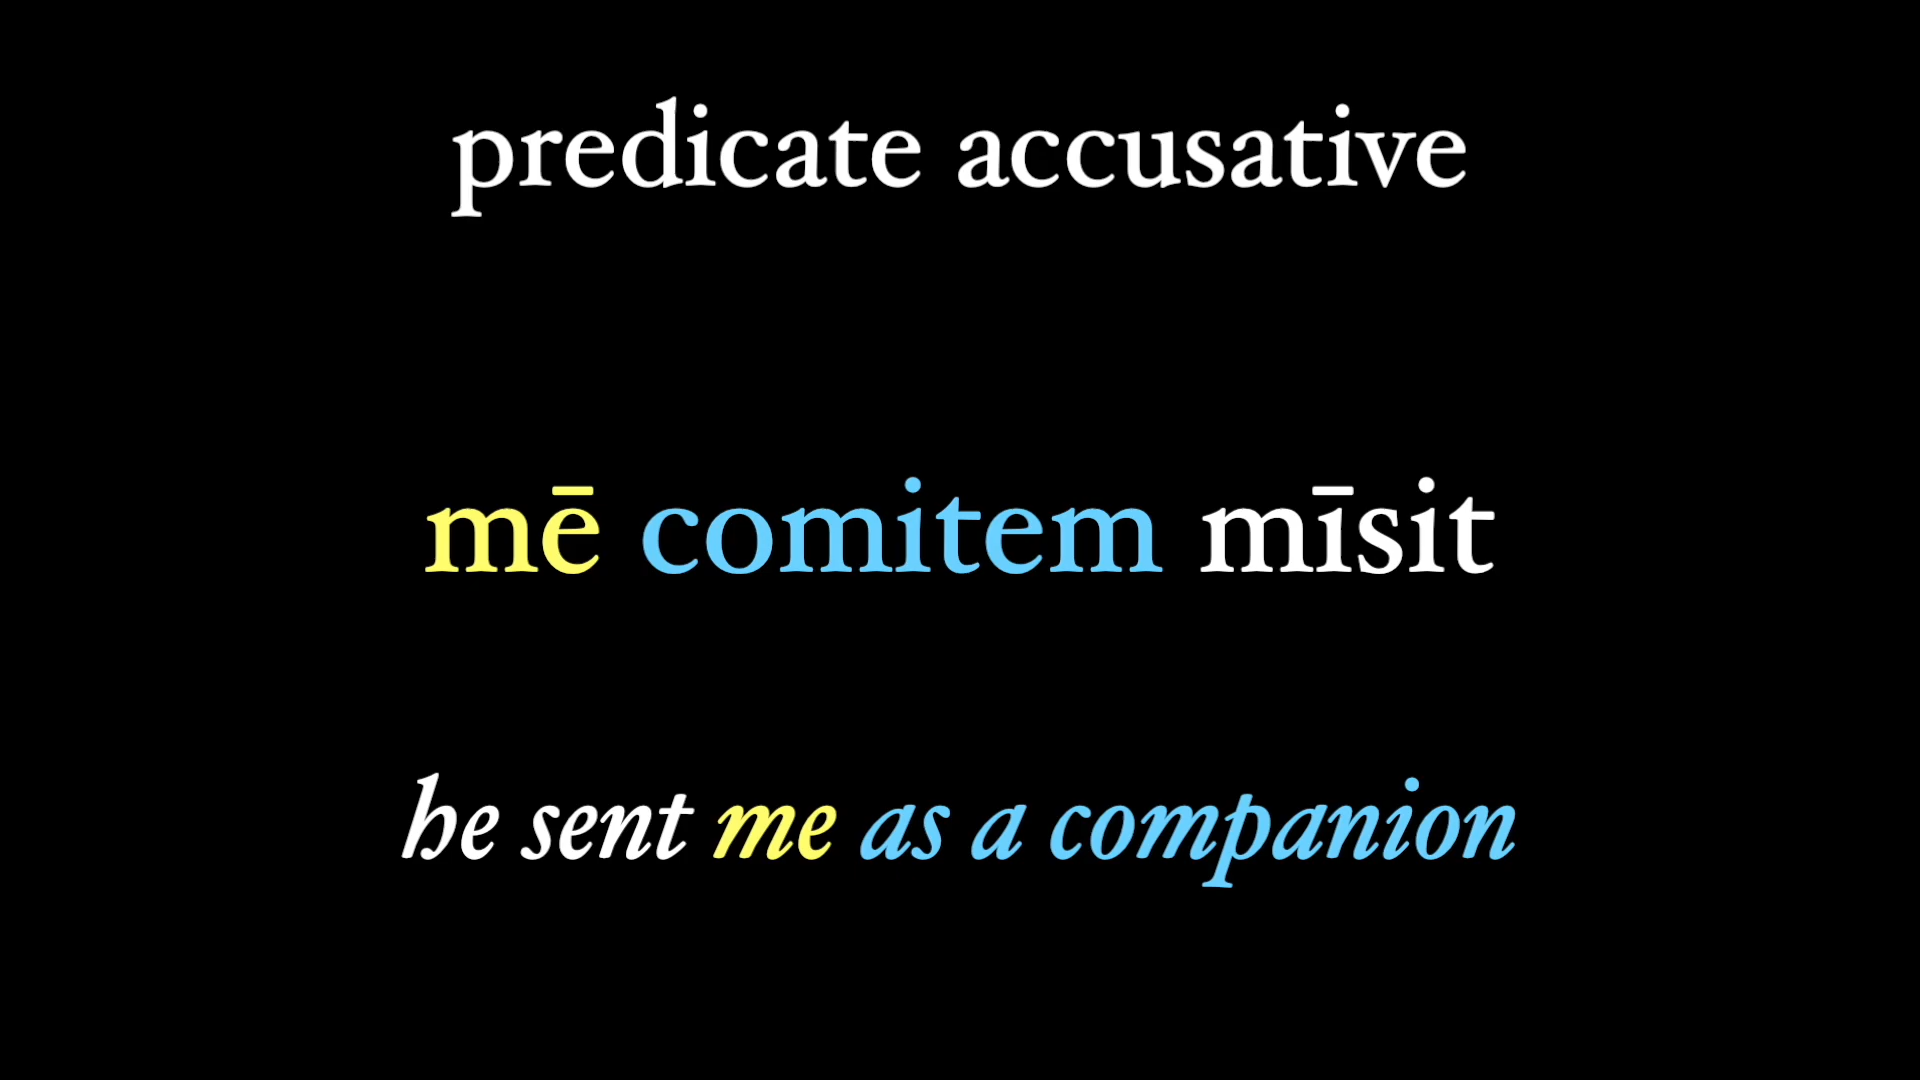 predicate accusative
mē comitem mīsit
he sent me as a companion